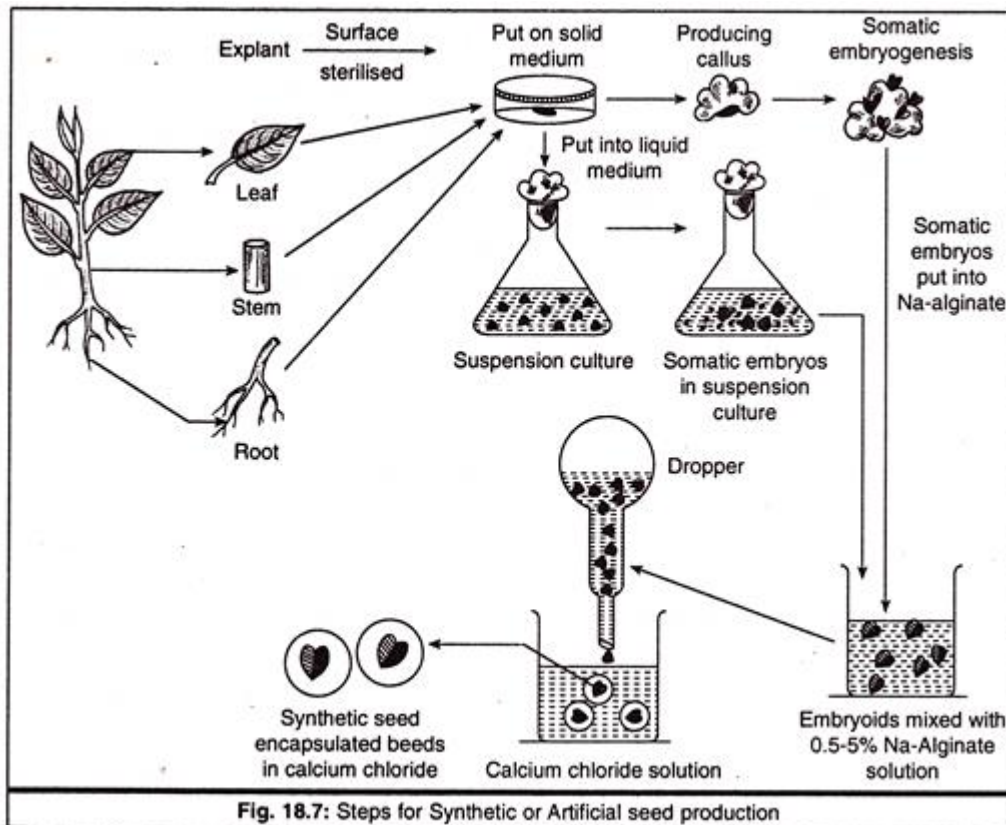 Explant
Surface
sterilised
Put on solid
medium
Producing
callus
Somatic
embryogenesis
Leaf
Put into liquid
medium
Stem
Suspension culture
Somatic embryos
in suspension
culture
Somatic
embryos
put into
Na-alginate
Root
Dropper
Synthetic seed
encapsulated beeds
in calcium chloride
Calcium chloride solution
Embryoids mixed with
0.5-5% Na-Alginate
solution
Fig. 18.7: Steps for Synthetic or Artificial seed production